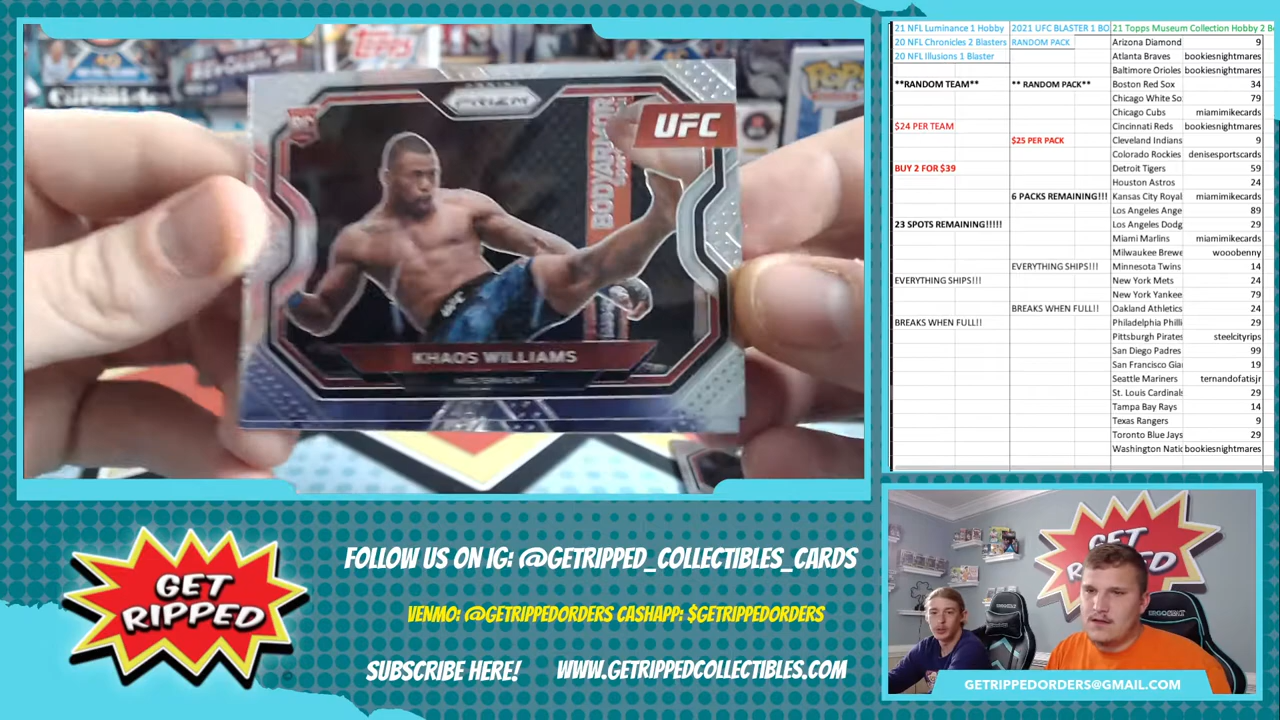 PRIZM
RC
UFC
BODYARMOR
KHAOS WILLIAMS
WELTERWEIGHT
21 NFL Luminance 1 Hobby
20 NFL Chronicles 2 Blasters
20 NFL Illusions 1 Blaster
**RANDOM TEAM**
$24 PER TEAM
BUY 2 FOR $39
23 SPOTS REMAINING!!!!!
EVERYTHING SHIPS!!!
BREAKS WHEN FULL!!
2021 UFC BLASTER 1 BO
RANDOM PACK
** RANDOM PACK**
$25 PER PACK
6 PACKS REMAINING!!!
EVERYTHING SHIPS!!!
BREAKS WHEN FULL!!
21 Topps Museum Collection Hobby 2 B
Arizona Diamond 9
Atlanta Braves bookiesnightmares
Baltimore Orioles bookiesnightmares
Boston Red Sox 34
Chicago White So 79
Chicago Cubs miamimikecards
Cincinnati Reds bookiesnightmares
Cleveland Indians 9
Colorado Rockies denisesportscards
Detroit Tigers 59
Houston Astros 24
Kansas City Royal miamimikecards
Los Angeles Ange 89
Los Angeles Dodg 29
Miami Marlins miamimikecards
Milwaukee Brewe wooobenny
Minnesota Twins 14
New York Mets 24
New York Yankee 79
Oakland Athletics 24
Philadelphia Philli 29
Pittsburgh Pirates steelcityrips
San Diego Padres 99
San Francisco Gia 19
Seattle Mariners ternandofatisjr
St. Louis Cardinals 29
Tampa Bay Rays 14
Texas Rangers 9
Toronto Blue Jays 29
Washington Natio bookiesnightmares
GET RIPPED
FOLLOW US ON IG: @GETRIPPED_COLLECTIBLES_CARDS
VENMO: @GETRIPPEDORDERS CASHAPP: $GETRIPPEDORDERS
SUBSCRIBE HERE! WWW.GETRIPPEDCOLLECTIBLES.COM
GET
RIPPED
GETRIPPEDORDERS@GMAIL.COM